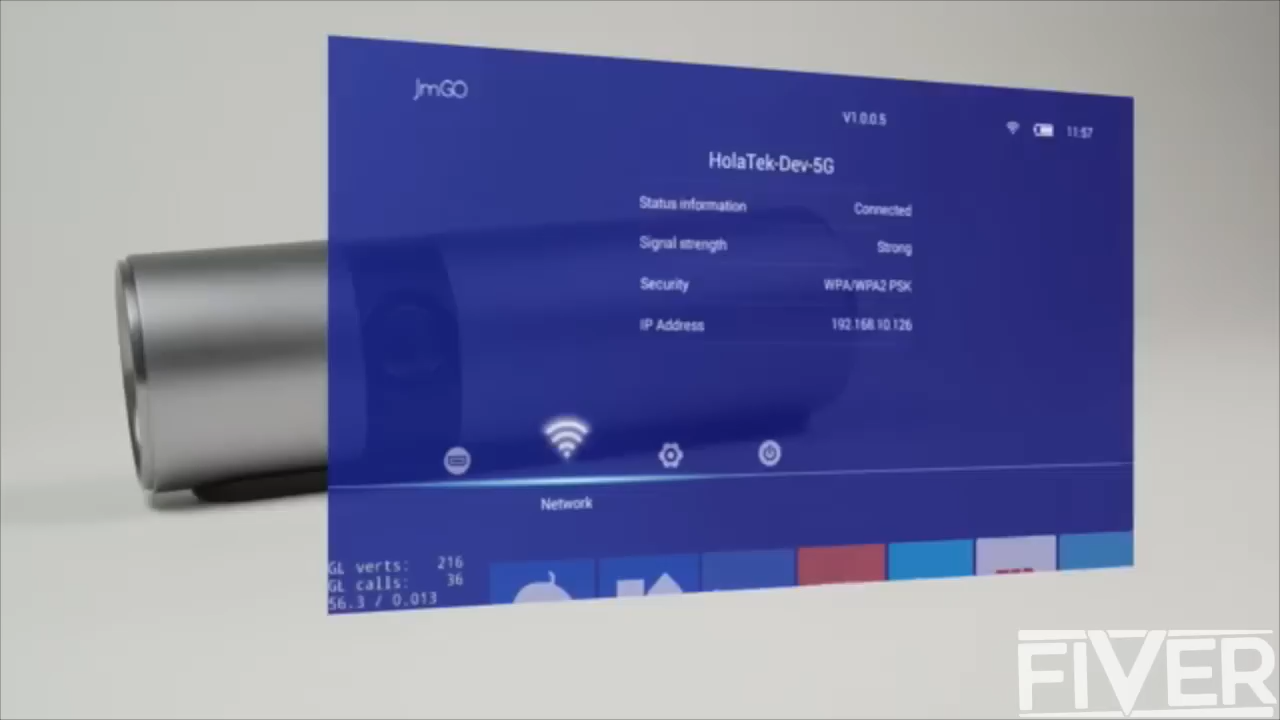 JmGO
V1.0.0.5
11:57
HolaTek-Dev-5G
Status information Connected
Signal strength Strong
Security WPA/WPA2 PSK
IP Address 192.168.10.126
Network
GL verts: 216
GL calls: 36
56.3 / 0.013
FIVER